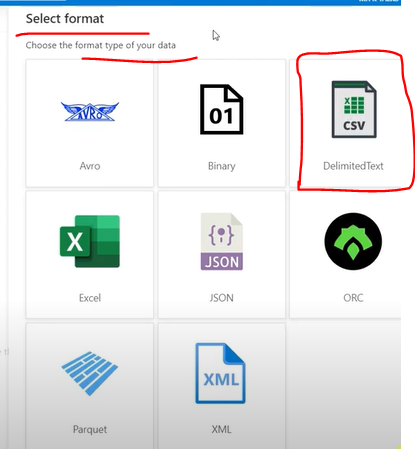 Select format
Choose the format type of your data
AVRO
01
X
CSV
Avro
Binary
DelimitedText
X
{;}
JSON
Excel
JSON
ORC
XML
Parquet
XML